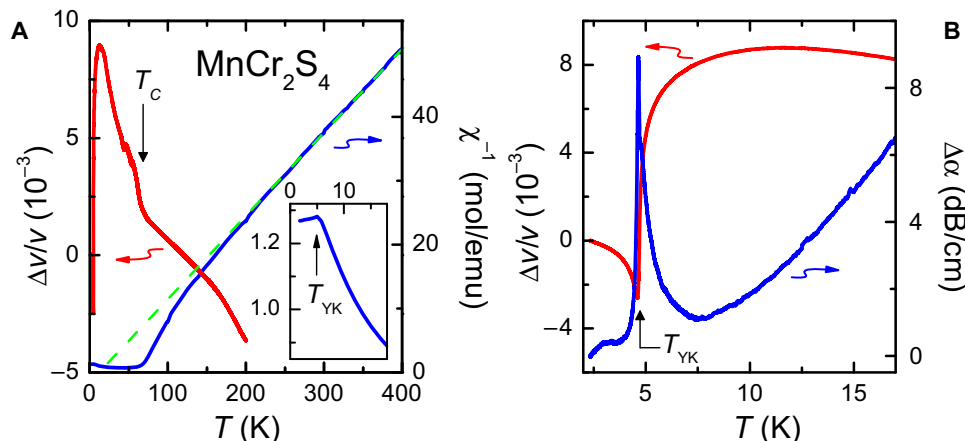 A
MnCr₂S₄
T_C
Δv/v (10⁻³)
10
5
0
−5
0 100 200 300 400
T (K)
40
20
0
χ⁻¹ (mol/emu)
0 10
1.2
1.0
T_YK
B
Δv/v (10⁻³)
8
4
0
−4
5 10 15
T (K)
8
4
0
Δα (dB/cm)
T_YK